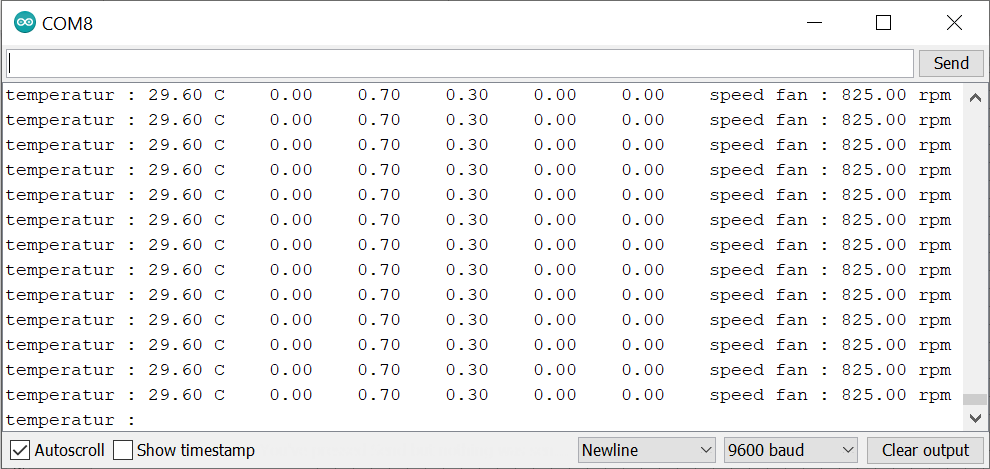 COM8
Send
temperatur : 29.60 C    0.00    0.70    0.30    0.00    0.00    speed fan : 825.00 rpm
temperatur : 29.60 C    0.00    0.70    0.30    0.00    0.00    speed fan : 825.00 rpm
temperatur : 29.60 C    0.00    0.70    0.30    0.00    0.00    speed fan : 825.00 rpm
temperatur : 29.60 C    0.00    0.70    0.30    0.00    0.00    speed fan : 825.00 rpm
temperatur : 29.60 C    0.00    0.70    0.30    0.00    0.00    speed fan : 825.00 rpm
temperatur : 29.60 C    0.00    0.70    0.30    0.00    0.00    speed fan : 825.00 rpm
temperatur : 29.60 C    0.00    0.70    0.30    0.00    0.00    speed fan : 825.00 rpm
temperatur : 29.60 C    0.00    0.70    0.30    0.00    0.00    speed fan : 825.00 rpm
temperatur : 29.60 C    0.00    0.70    0.30    0.00    0.00    speed fan : 825.00 rpm
temperatur : 29.60 C    0.00    0.70    0.30    0.00    0.00    speed fan : 825.00 rpm
temperatur : 29.60 C    0.00    0.70    0.30    0.00    0.00    speed fan : 825.00 rpm
temperatur : 29.60 C    0.00    0.70    0.30    0.00    0.00    speed fan : 825.00 rpm
temperatur : 29.60 C    0.00    0.70    0.30    0.00    0.00    speed fan : 825.00 rpm
temperatur :
Autoscroll Show timestamp Newline 9600 baud Clear output